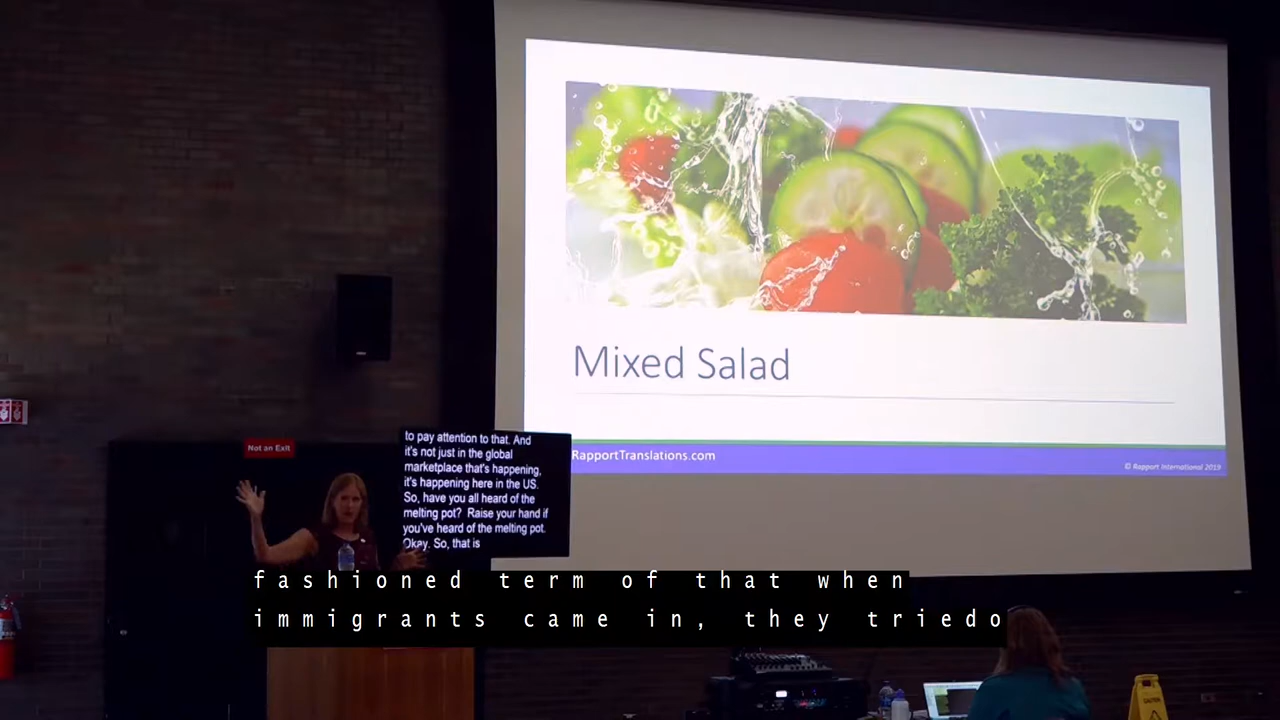 Mixed Salad
RapportTranslations.com
© Rapport International 2019
Not an Exit
to pay attention to that. And
it's not just in the global
marketplace that's happening,
it's happening here in the US.
So, have you all heard of the
melting pot? Raise your hand if
you've heard of the melting pot.
Okay. So, that is
fashioned term of that when
immigrants came in, they triedo
CAUTION